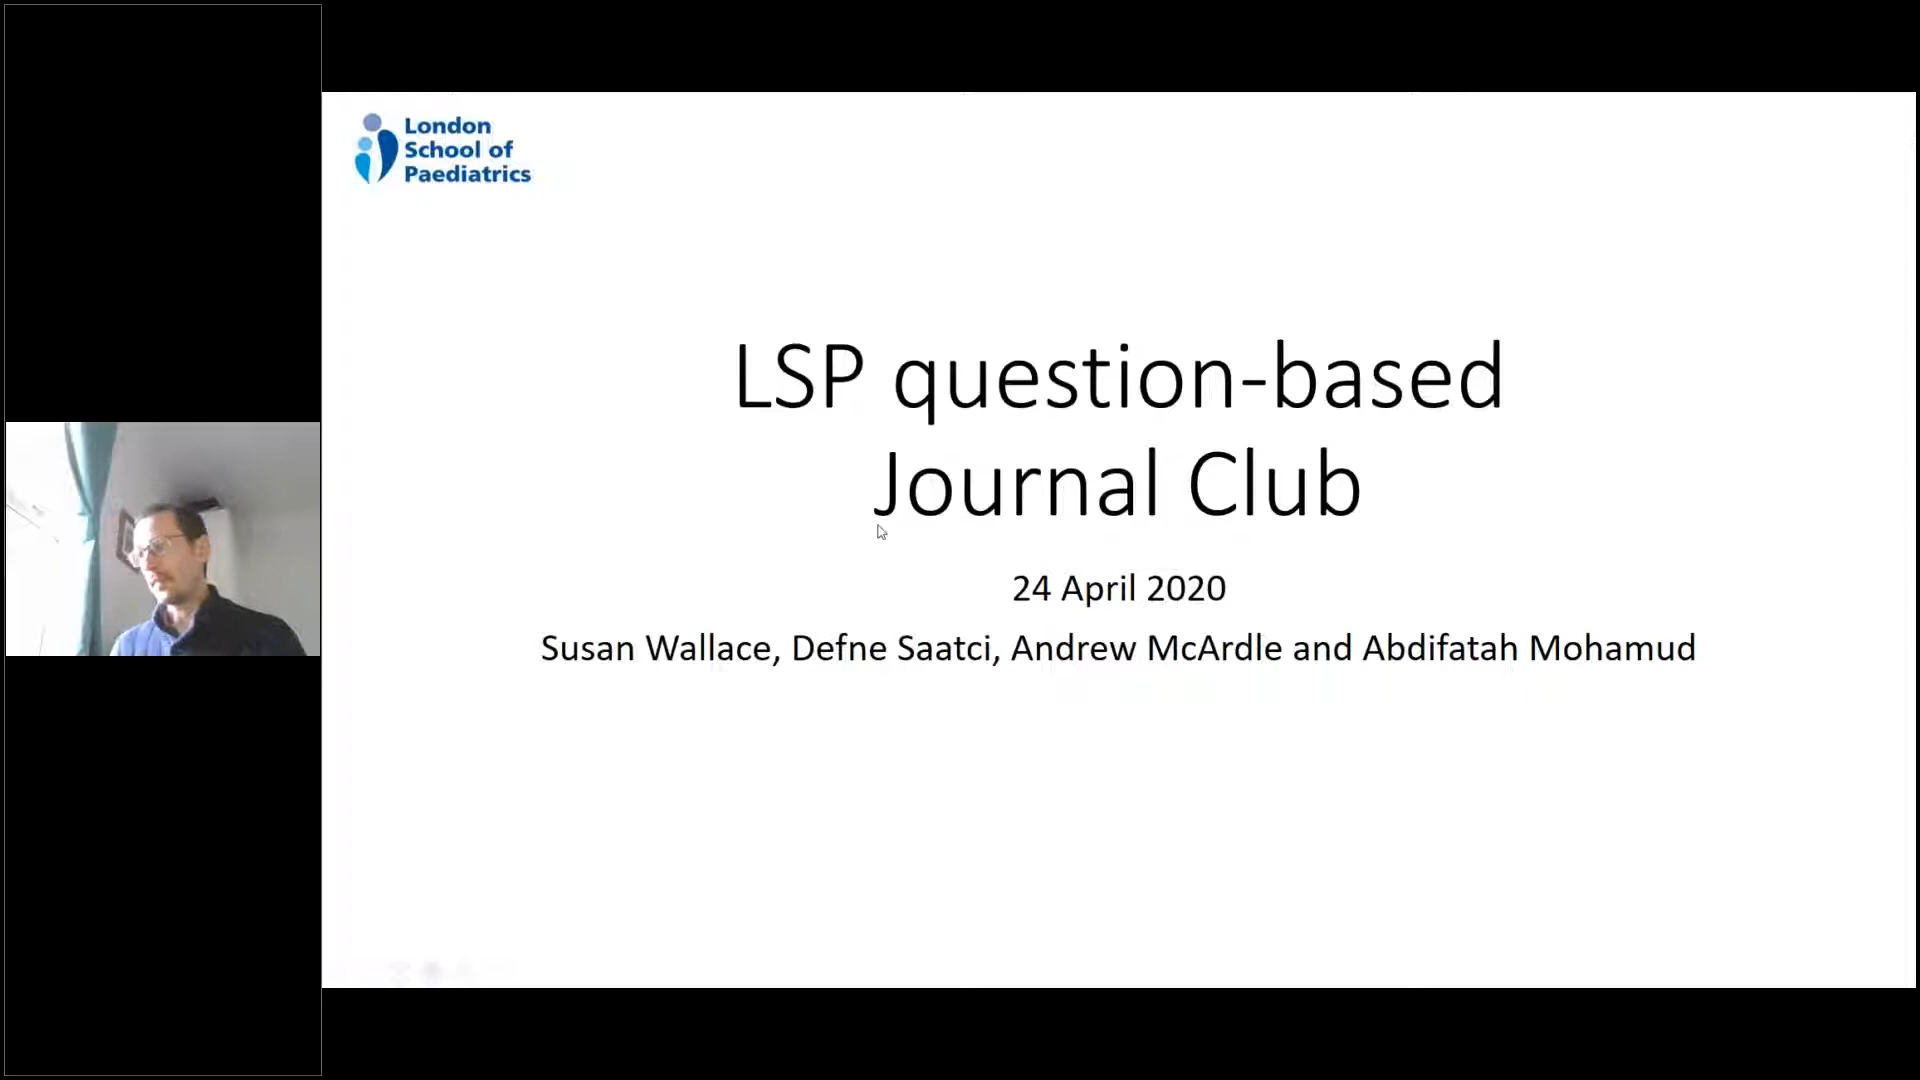 London
School of
Paediatrics
LSP question-based
Journal Club
24 April 2020
Susan Wallace, Defne Saatci, Andrew McArdle and Abdifatah Mohamud